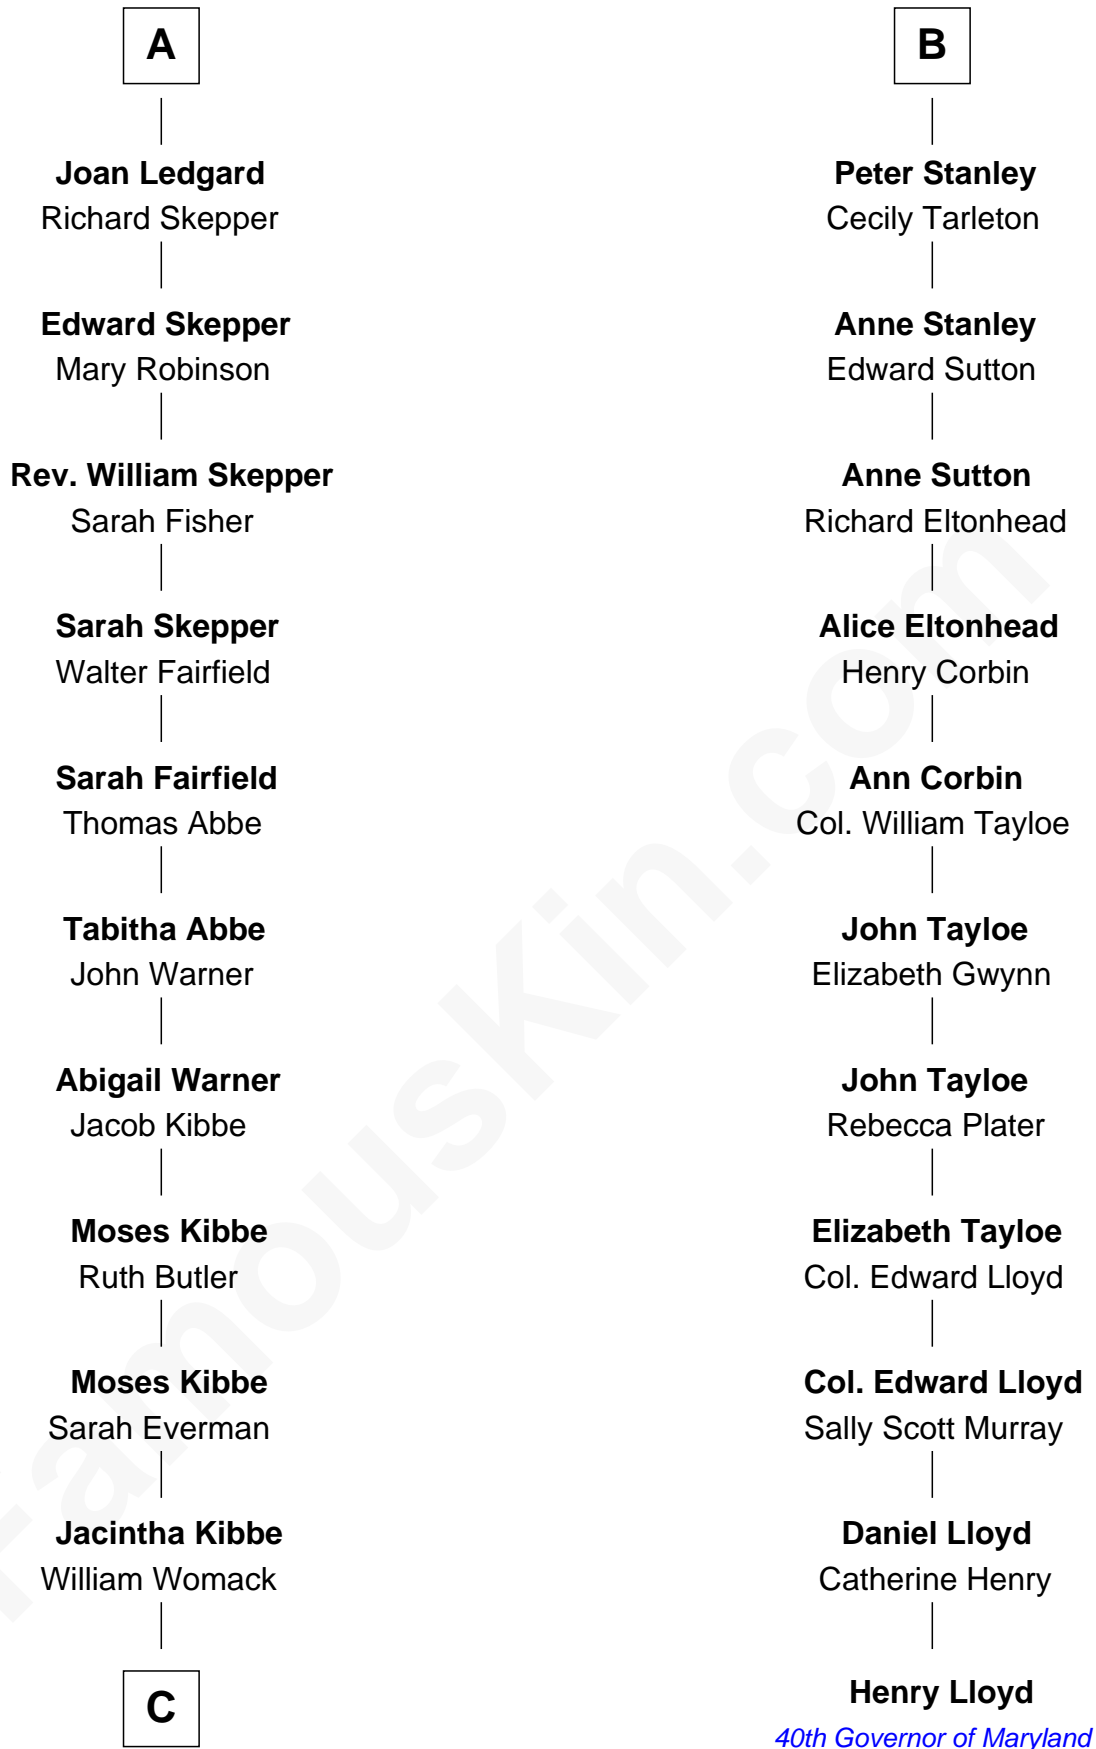 A
Joan Ledgard
Richard Skepper
Edward Skepper
Mary Robinson
Rev. William Skepper
Sarah Fisher
Sarah Skepper
Walter Fairfield
Sarah Fairfield
Thomas Abbe
Tabitha Abbe
John Warner
Abigail Warner
Jacob Kibbe
Moses Kibbe
Ruth Butler
Moses Kibbe
Sarah Everman
Jacintha Kibbe
William Womack
C
B
Peter Stanley
Cecily Tarleton
Anne Stanley
Edward Sutton
Anne Sutton
Richard Eltonhead
Alice Eltonhead
Henry Corbin
Ann Corbin
Col. William Tayloe
John Tayloe
Elizabeth Gwynn
John Tayloe
Rebecca Plater
Elizabeth Tayloe
Col. Edward Lloyd
Col. Edward Lloyd
Sally Scott Murray
Daniel Lloyd
Catherine Henry
Henry Lloyd
40th Governor of Maryland
FamousKin.com